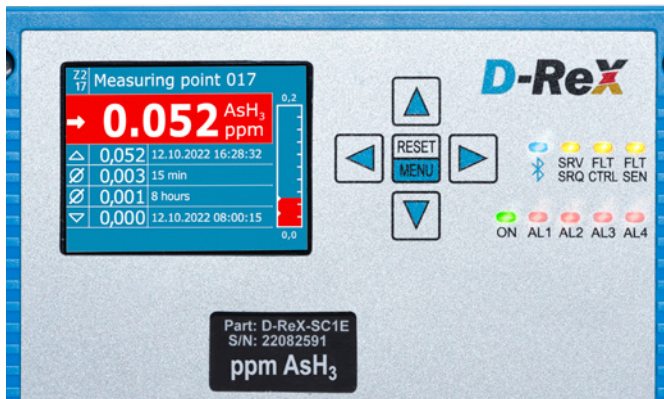 Z2
17
Measuring point 017
0.052 AsH₃
ppm
0,052 12.10.2022 16:28:32
0,003 15 min
0,001 8 hours
0,000 12.10.2022 08:00:15
0,2
0,0
RESET
MENU
D-ReX
SRV FLT FLT
SRQ CTRL SEN
ON AL1 AL2 AL3 AL4
Part: D-ReX-SC1E
S/N: 22082591
ppm AsH₃